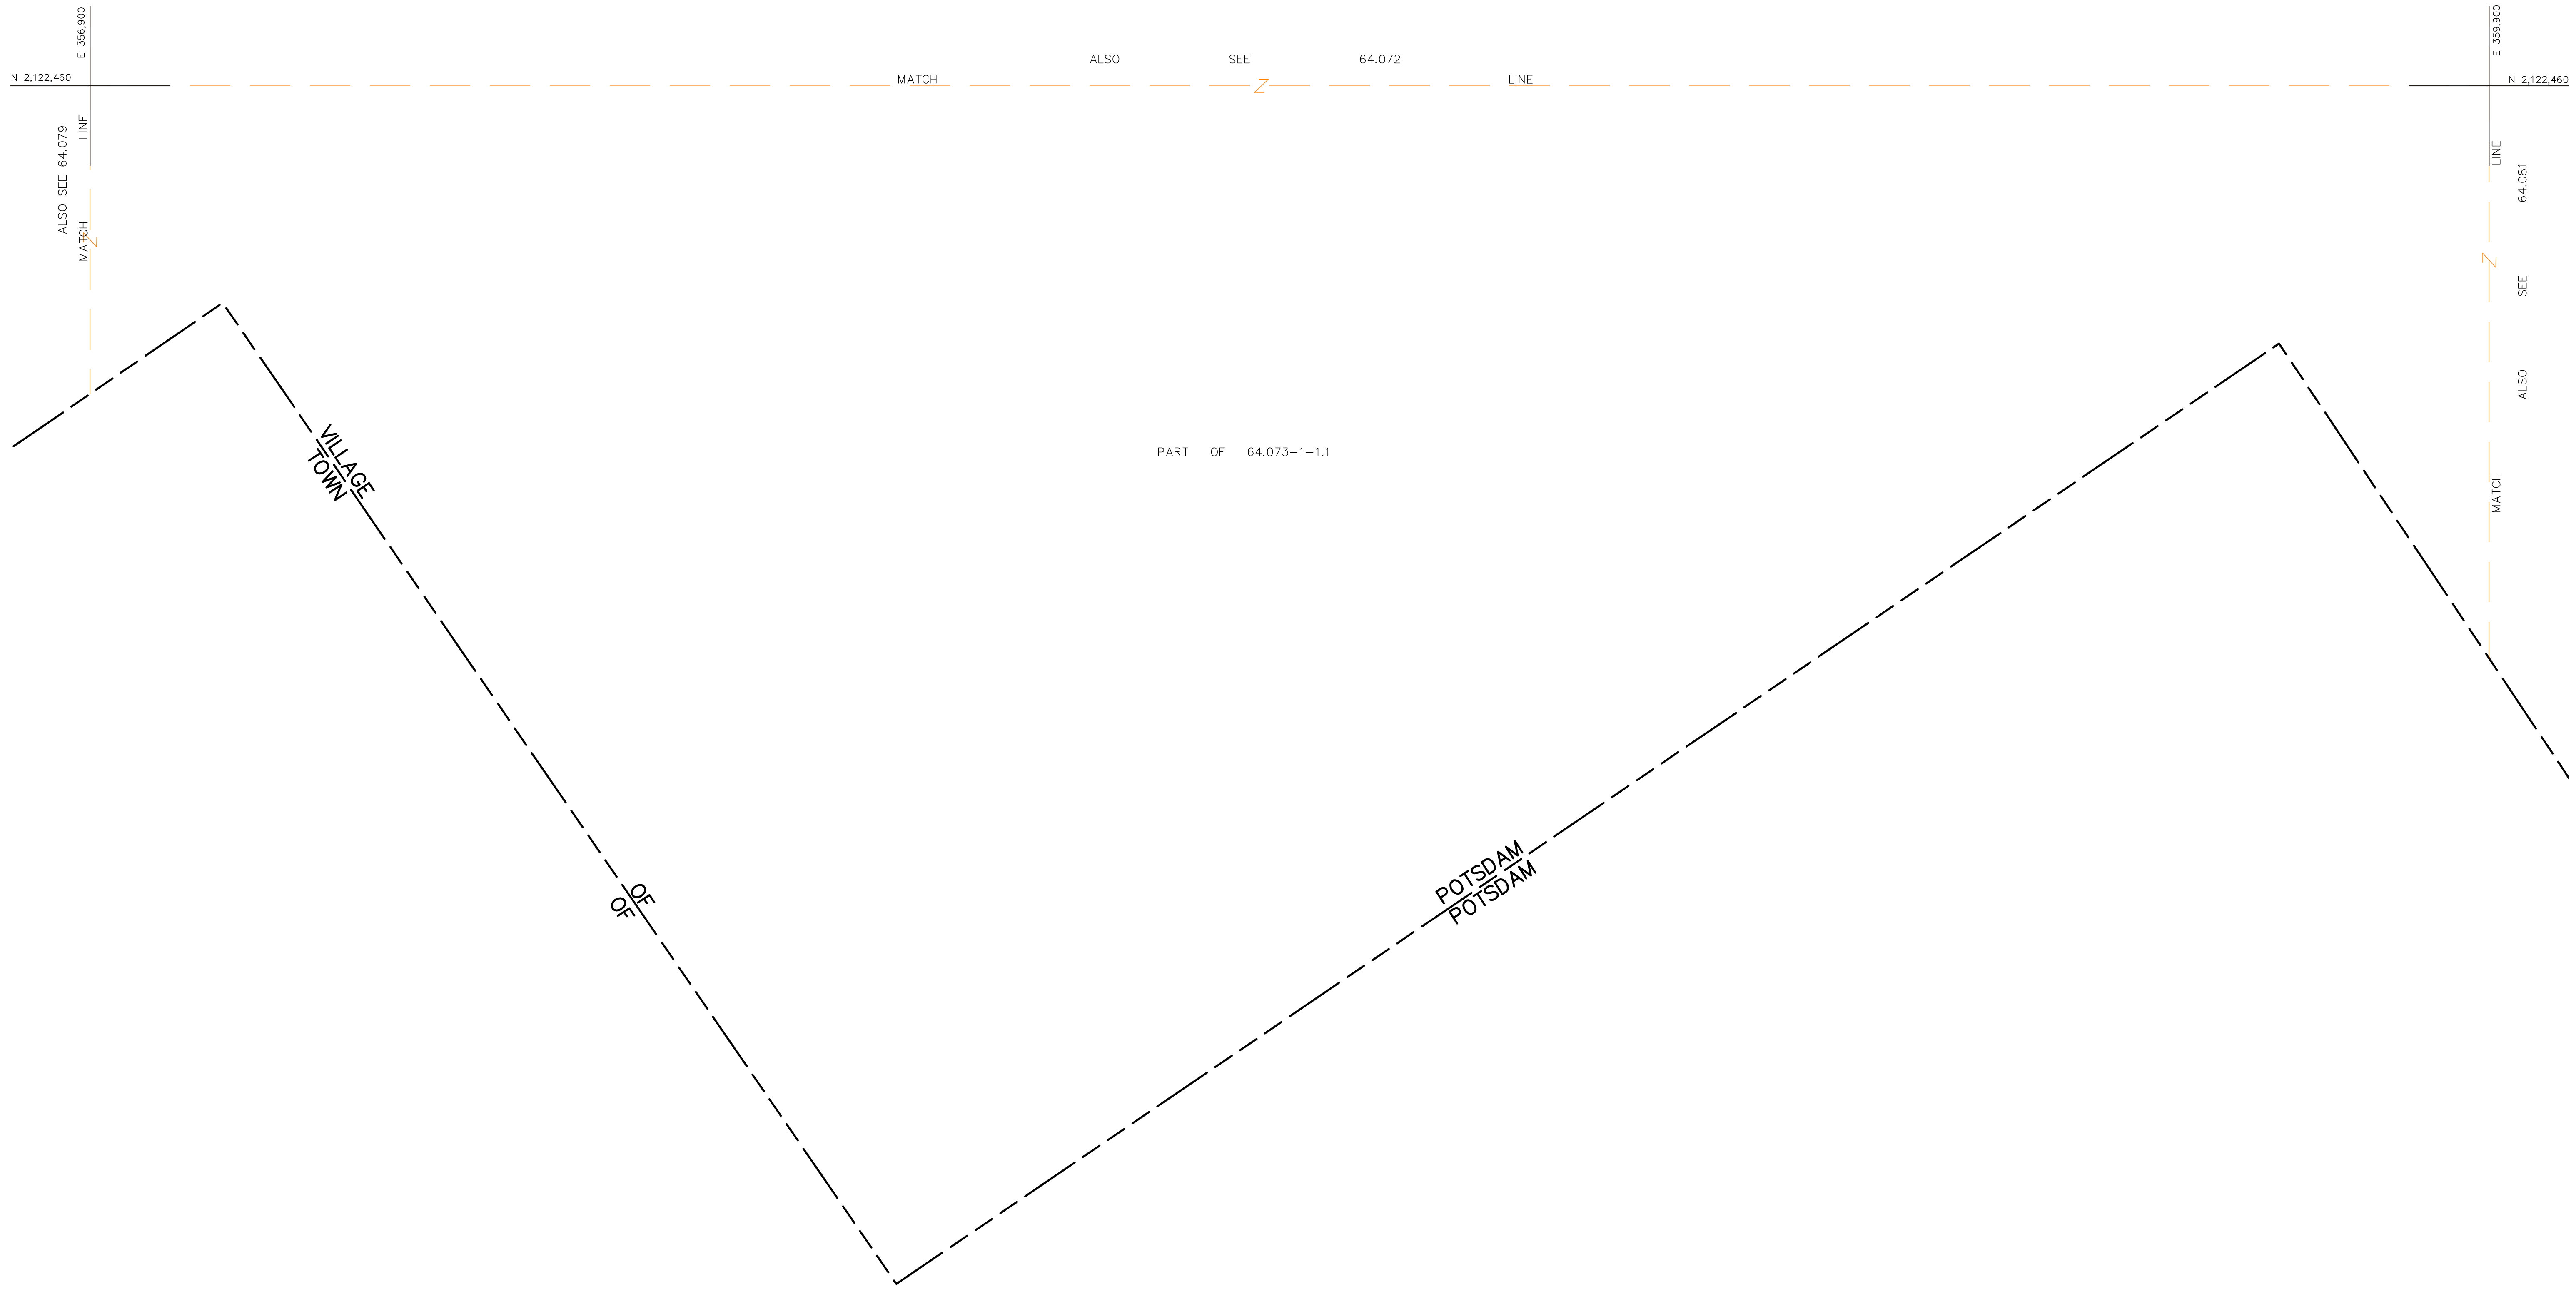 E 356,900
E 359,900
ALSO SEE 64.072
N 2,122,460
MATCH LINE
N 2,122,460
ALSO SEE 64.079
MATCH LINE
MATCH LINE
ALSO SEE 64.081
Z
Z
Z
VILLAGE OF POTSDAM
TOWN OF POTSDAM
PART OF 64.073-1-1.1